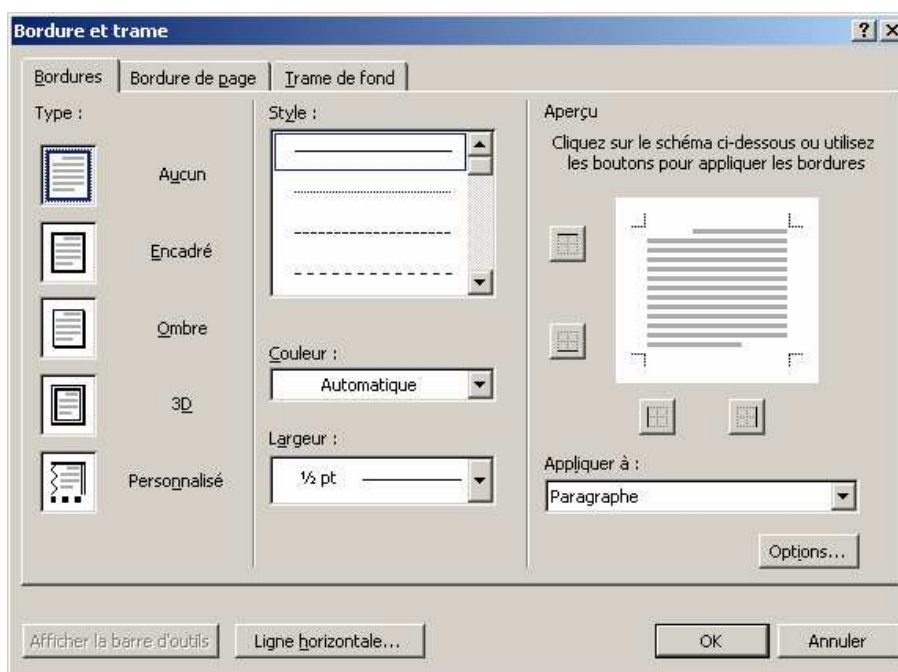 Bordure et trame
Bordures
Bordure de page
Trame de fond
Type :
Aucun
Encadré
Ombre
3D
Personnalisé
Style :
Couleur :
Automatique
Largeur :
½ pt
Aperçu
Cliquez sur le schéma ci-dessous ou utilisez
les boutons pour appliquer les bordures
Appliquer à :
Paragraphe
Options...
Afficher la barre d'outils
Ligne horizontale...
OK
Annuler